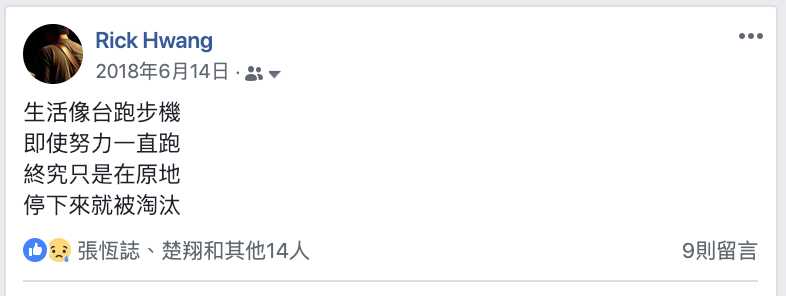 Rick Hwang
2018年6月14日 ·
生活像台跑步機
即使努力一直跑
終究只是在原地
停下來就被淘汰
張恆誌、楚翔和其他14人
9則留言